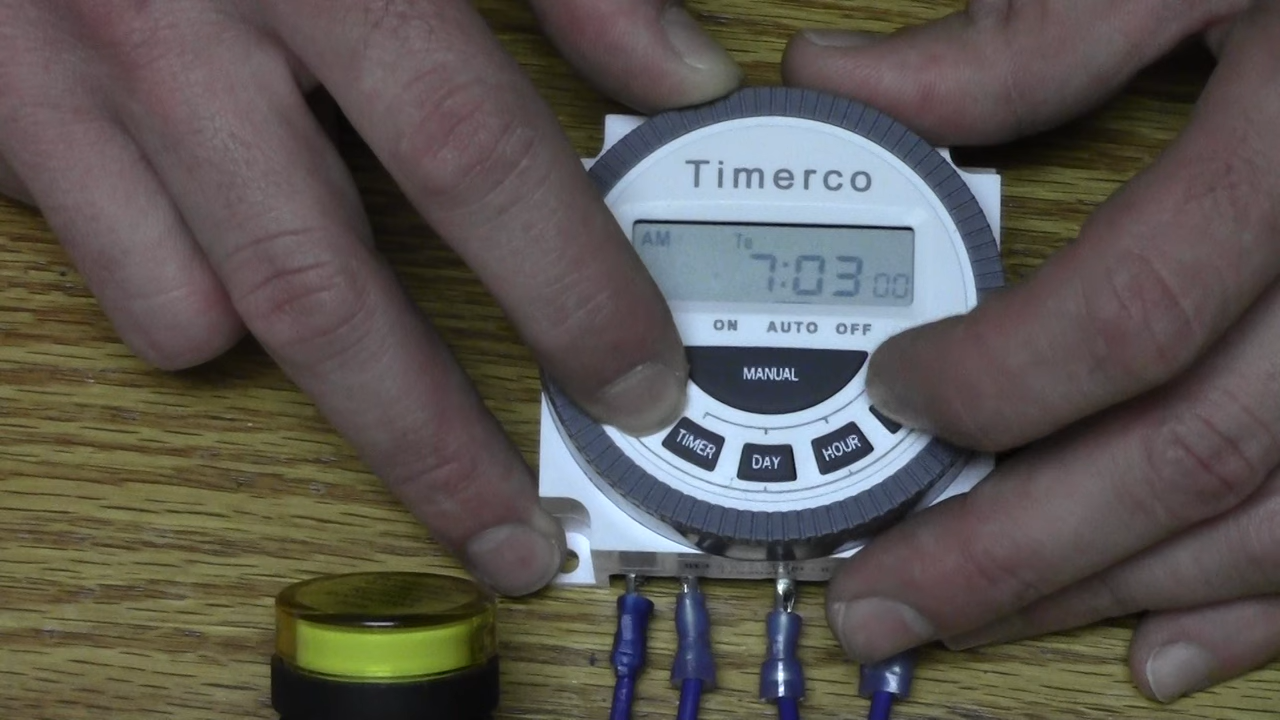 Timerco
AM Tu
7:03 00
ON AUTO OFF
MANUAL
TIMER DAY HOUR